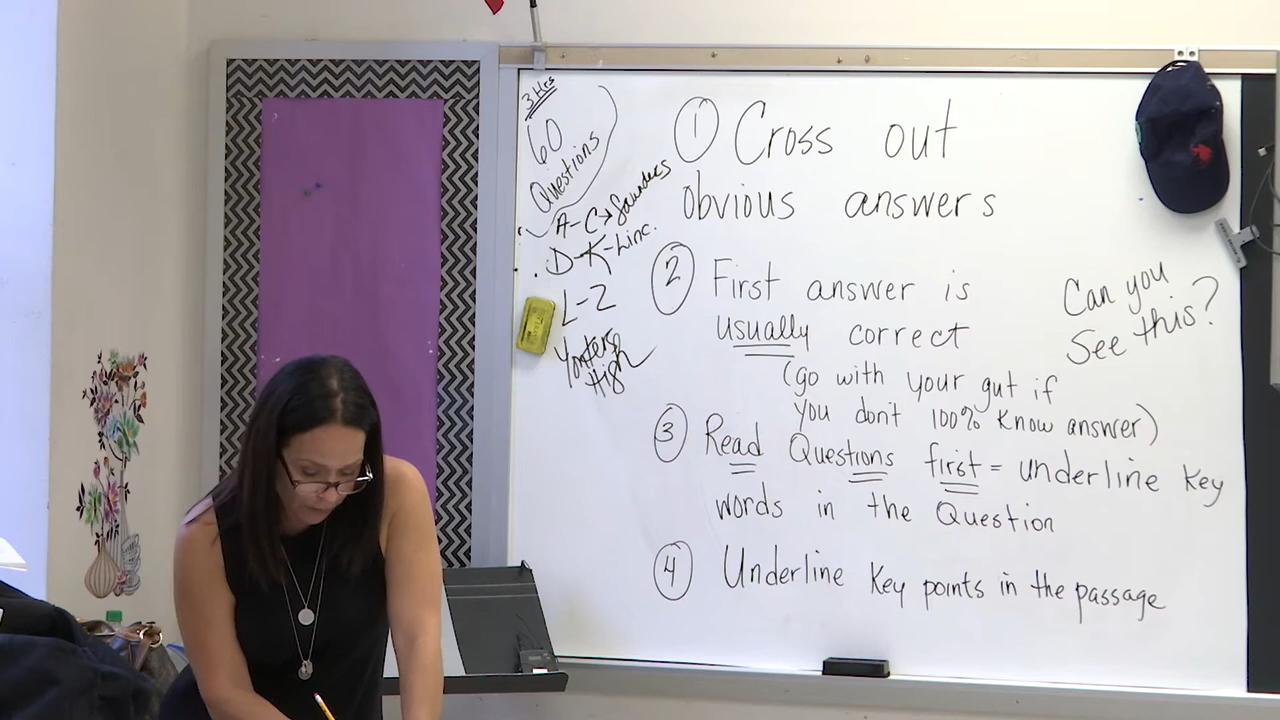 3 Hrs
60
Questions
A-C→Saunders
D-K-Linc.
L-Z
Yonkers
High
① Cross out
obvious answers
② First answer is
usually correct
(go with your gut if
you don't 100% know answer)
③ Read Questions first = underline key
words in the Question
④ Underline key points in the passage
Can you
See this?